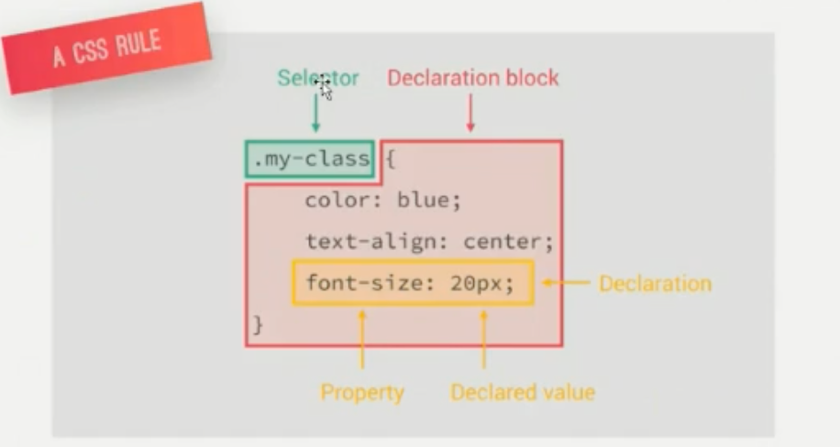 A CSS RULE
Selector Declaration block
.my-class {
color: blue;
text-align: center;
font-size: 20px; Declaration
}
Property Declared value